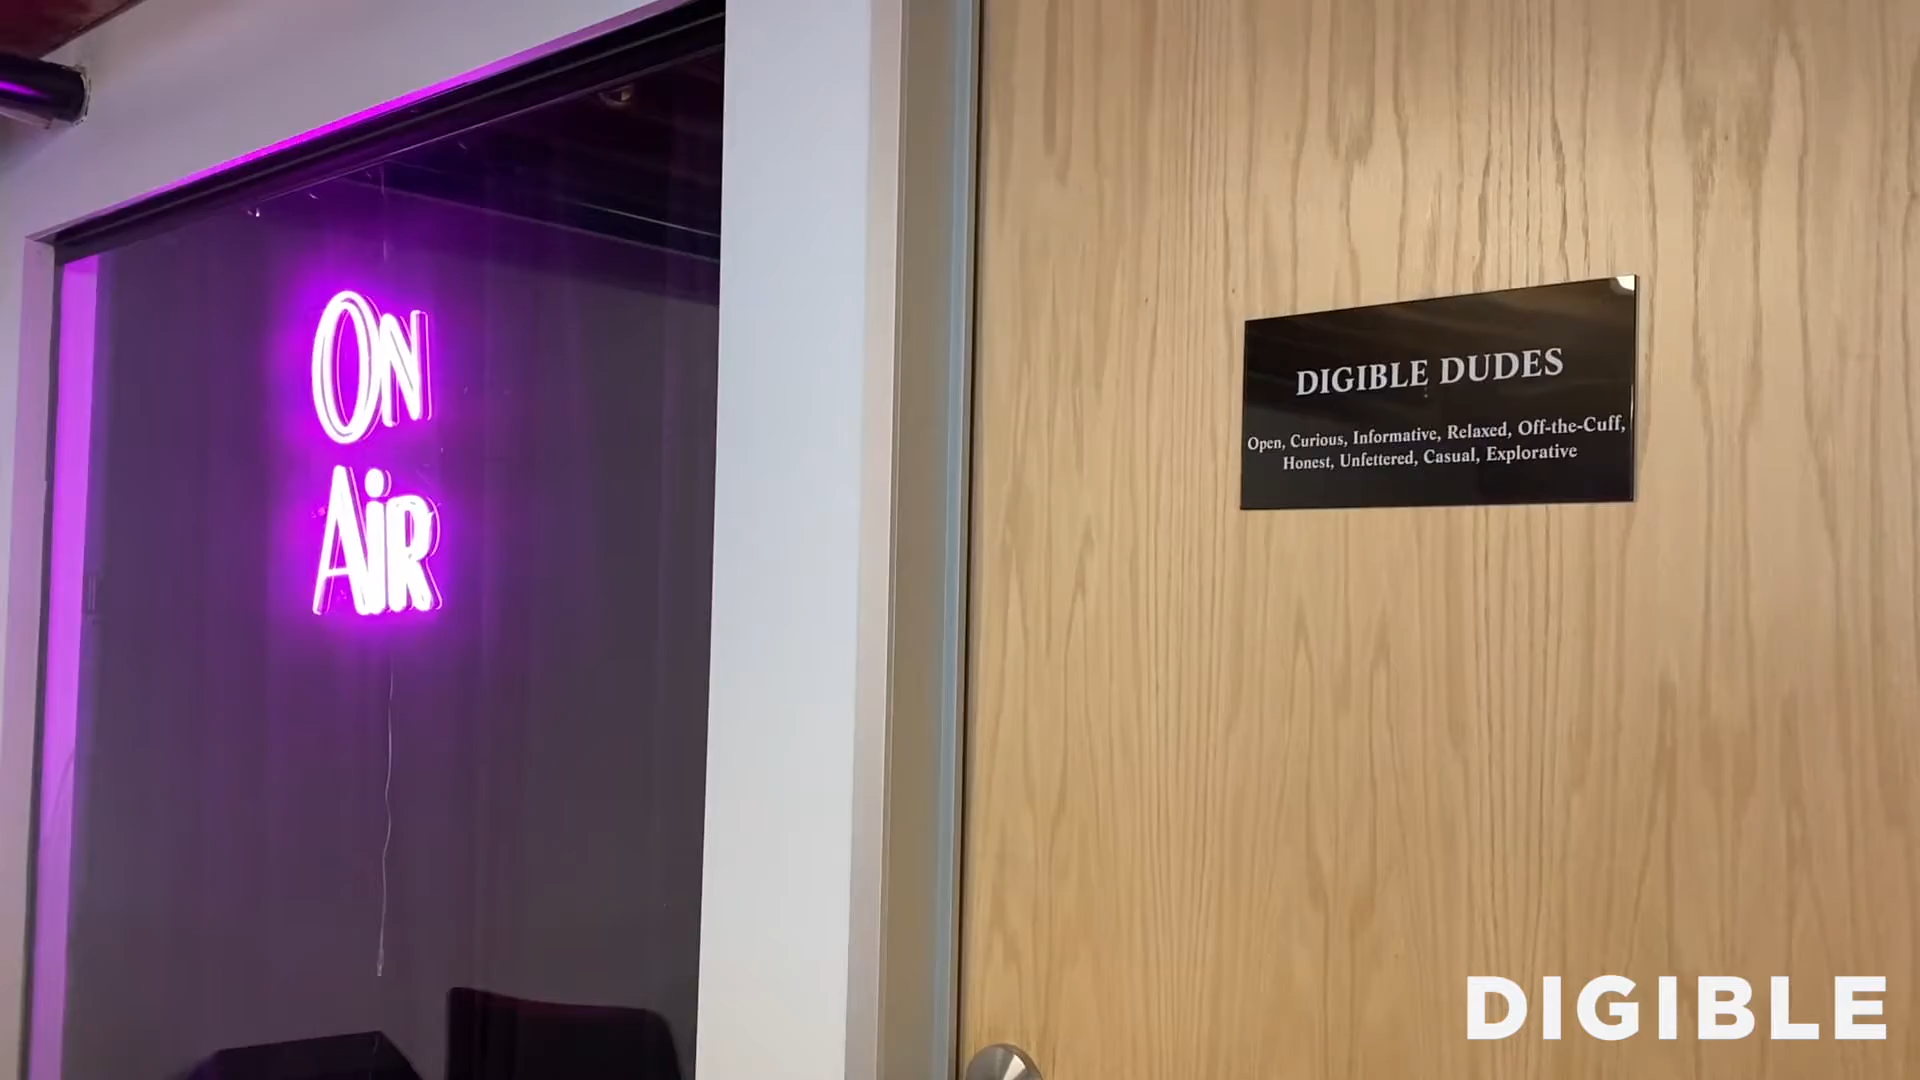 On
Air
DIGIBLE DUDES
Open, Curious, Informative, Relaxed, Off-the-Cuff,
Honest, Unfettered, Casual, Explorative
DIGIBLE